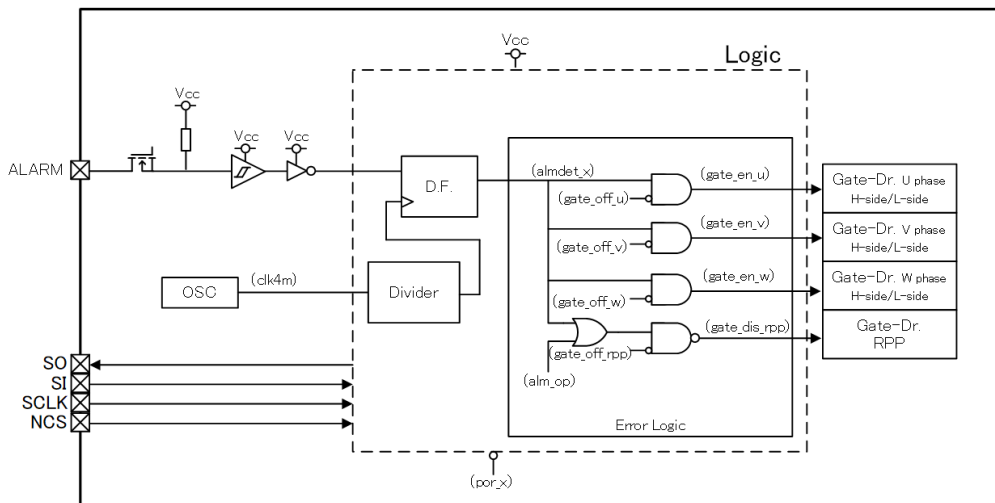 Vcc
Logic
Vcc
Vcc
Vcc
ALARM
D.F.
(almdet_x)
(gate_off_u)
(gate_en_u)
Gate-Dr. U phase
H-side/L-side
(gate_off_v)
(gate_en_v)
Gate-Dr. V phase
H-side/L-side
OSC
(clk4m)
Divider
(gate_off_w)
(gate_en_w)
Gate-Dr. W phase
H-side/L-side
(gate_off_rpp)
(gate_dis_rpp)
Gate-Dr.
RPP
(alm_op)
SO
SI
SCLK
NCS
Error Logic
(por_x)